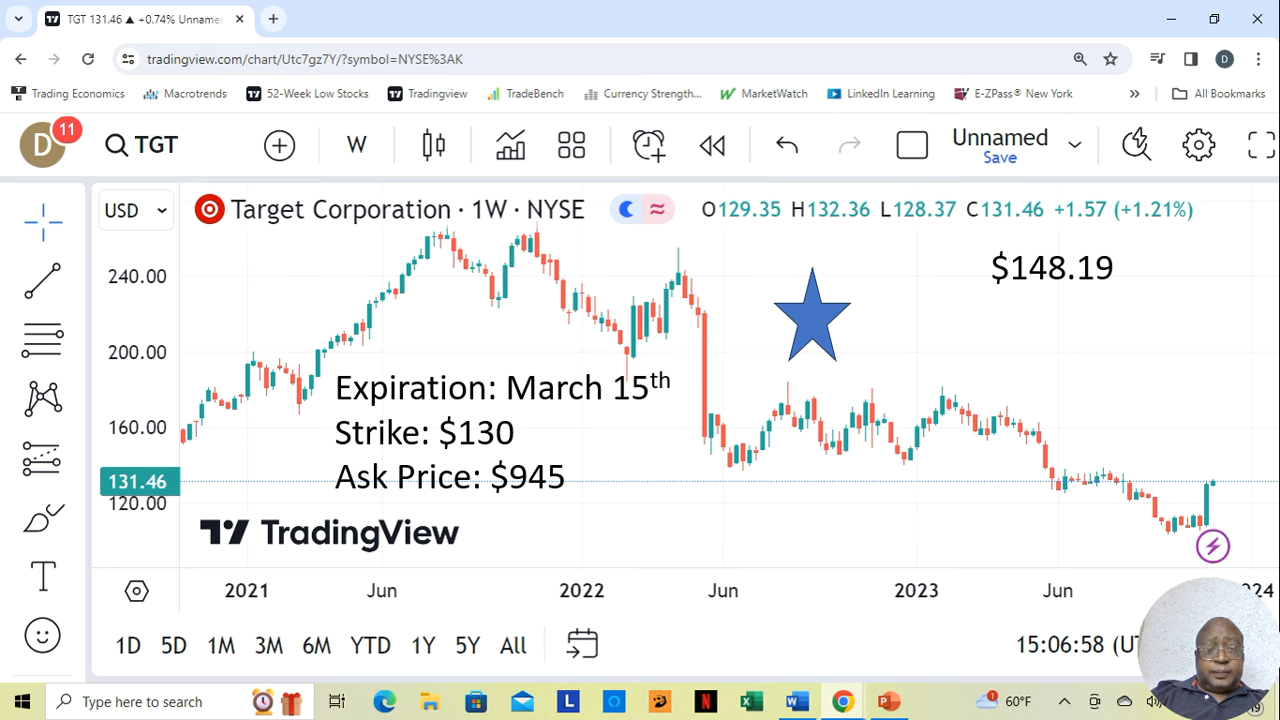 TGT 131.46 ▲ +0.74% Unname
tradingview.com/chart/Utc7gz7Y/?symbol=NYSE%3AK
Trading Economics Macrotrends 52-Week Low Stocks Tradingview TradeBench Currency Strength... MarketWatch LinkedIn Learning E-ZPass® New York » All Bookmarks
D 11 TGT W Unnamed
Save
USD Target Corporation · 1W · NYSE O129.35 H132.36 L128.37 C131.46 +1.57 (+1.21%)
$148.19
240.00
200.00
160.00
131.46
120.00
Expiration: March 15th
Strike: $130
Ask Price: $945
TradingView
2021 Jun 2022 Jun 2023 Jun 24
1D 5D 1M 3M 6M YTD 1Y 5Y All 15:06:58 (UT
Type here to search 60°F